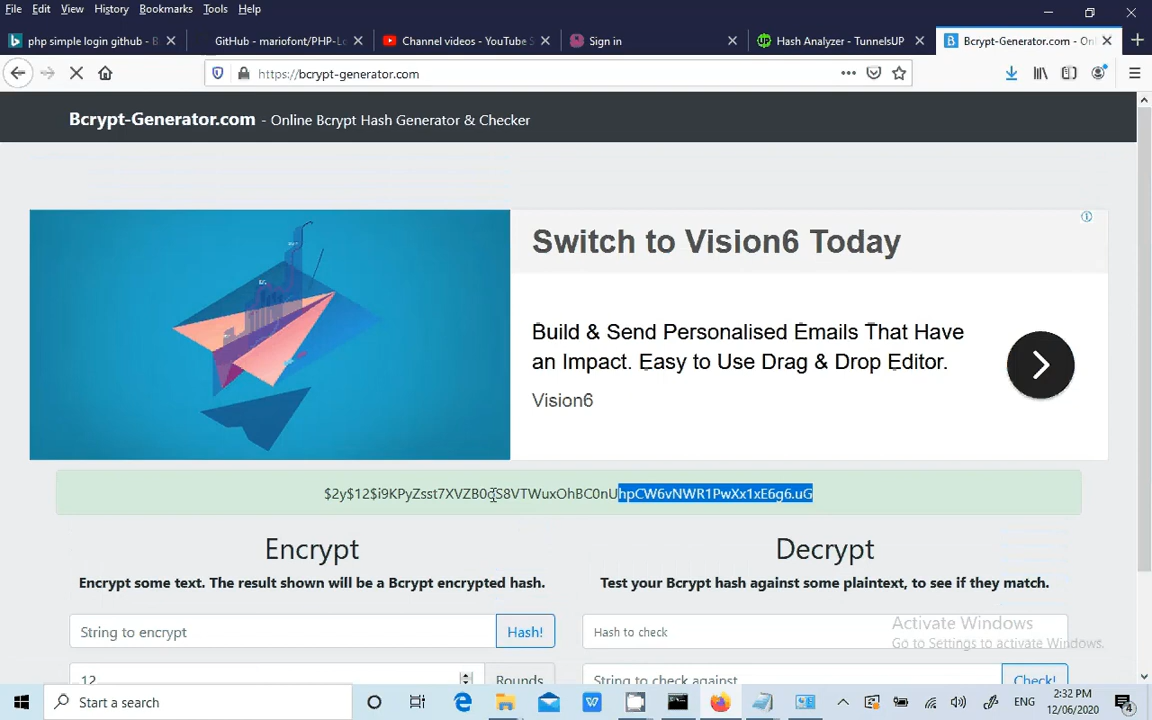 File Edit View History Bookmarks Tools Help
php simple login github - B
GitHub - mariofont/PHP-Lo
Channel videos - YouTube S
Sign in
Hash Analyzer - TunnelsUP
Bcrypt-Generator.com - Onl
https://bcrypt-generator.com
Bcrypt-Generator.com - Online Bcrypt Hash Generator & Checker
Switch to Vision6 Today
Build & Send Personalised Emails That Have
an Impact. Easy to Use Drag & Drop Editor.
Vision6
Encrypt
Encrypt some text. The result shown will be a Bcrypt encrypted hash.
String to encrypt
Hash!
12
Rounds
Decrypt
Test your Bcrypt hash against some plaintext, to see if they match.
Hash to check
String to check against
Check!
Activate Windows
Go to Settings to activate Windows.
Start a search
ENG
2:32 PM
12/06/2020
4